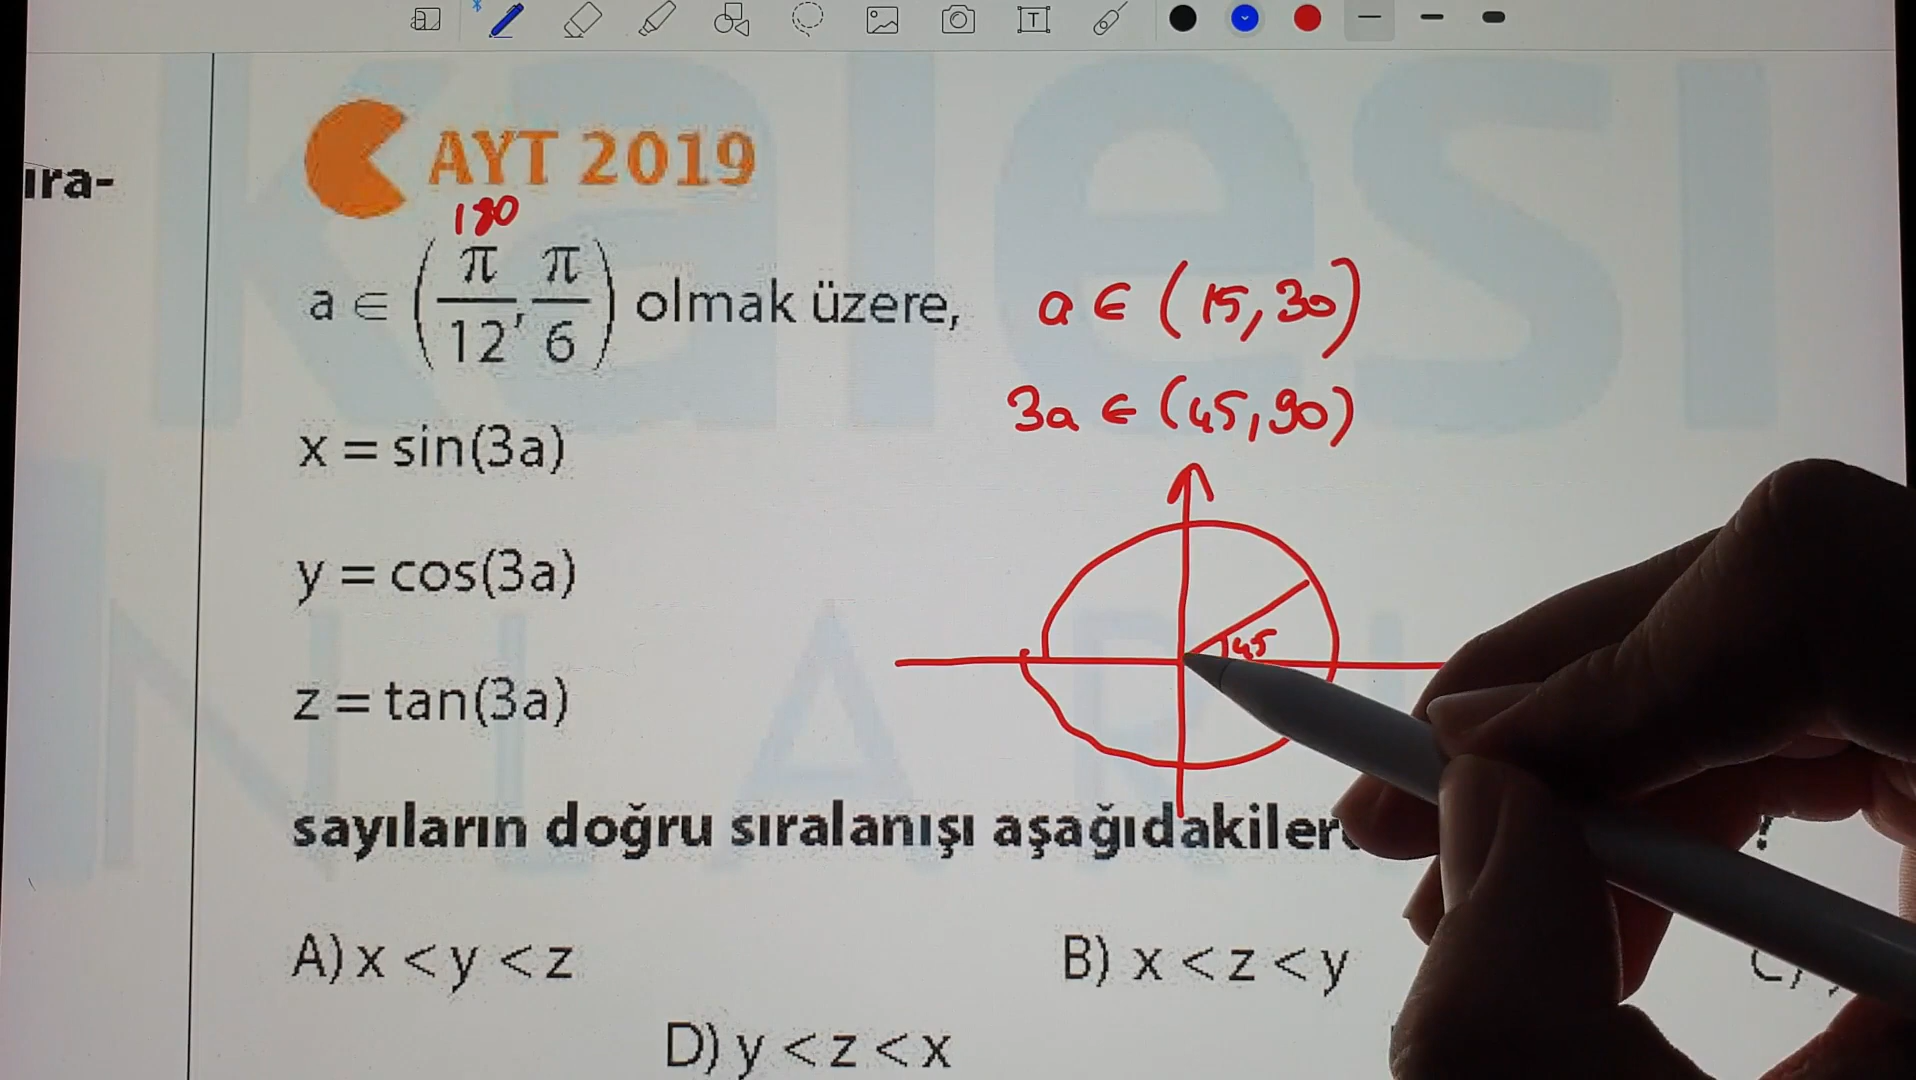 ıra-
AYT 2019
180
a ∈ (π/12, π/6) olmak üzere,
a ∈ (15,30)
3a ∈ (45,90)
x = sin(3a)
y = cos(3a)
45
z = tan(3a)
sayıların doğru sıralanışı
A) x < y < z
B) x < z < y
D) y < z < x